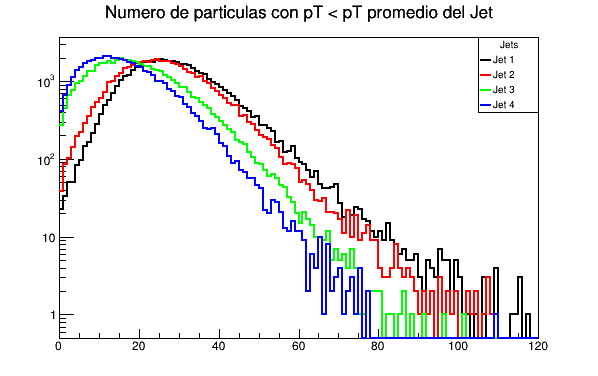 Numero de particulas con pT < pT promedio del Jet
Jets
Jet 1
Jet 2
Jet 3
Jet 4
10³
10²
10
1
0 20 40 60 80 100 120